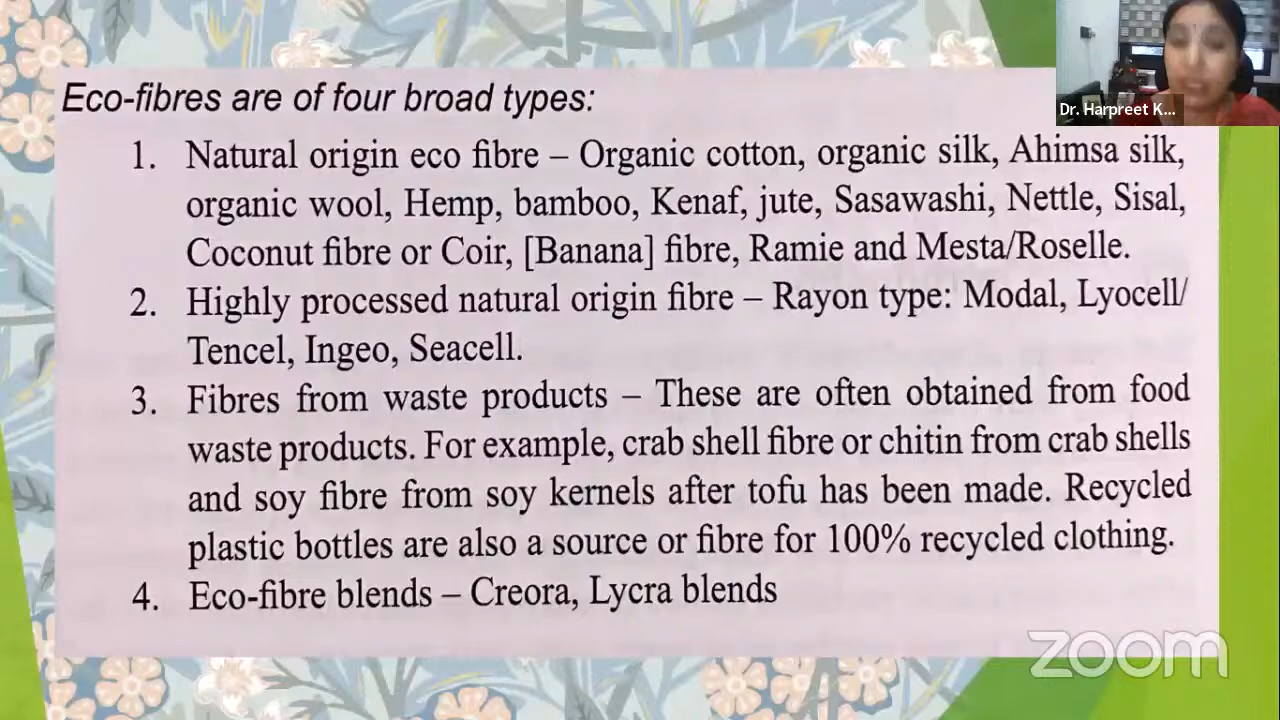 Dr. Harpreet K...
Eco-fibres are of four broad types:
1. Natural origin eco fibre – Organic cotton, organic silk, Ahimsa silk,
organic wool, Hemp, bamboo, Kenaf, jute, Sasawashi, Nettle, Sisal,
Coconut fibre or Coir, [Banana] fibre, Ramie and Mesta/Roselle.
2. Highly processed natural origin fibre – Rayon type: Modal, Lyocell/
Tencel, Ingeo, Seacell.
3. Fibres from waste products – These are often obtained from food
waste products. For example, crab shell fibre or chitin from crab shells
and soy fibre from soy kernels after tofu has been made. Recycled
plastic bottles are also a source or fibre for 100% recycled clothing.
4. Eco-fibre blends – Creora, Lycra blends
zoom